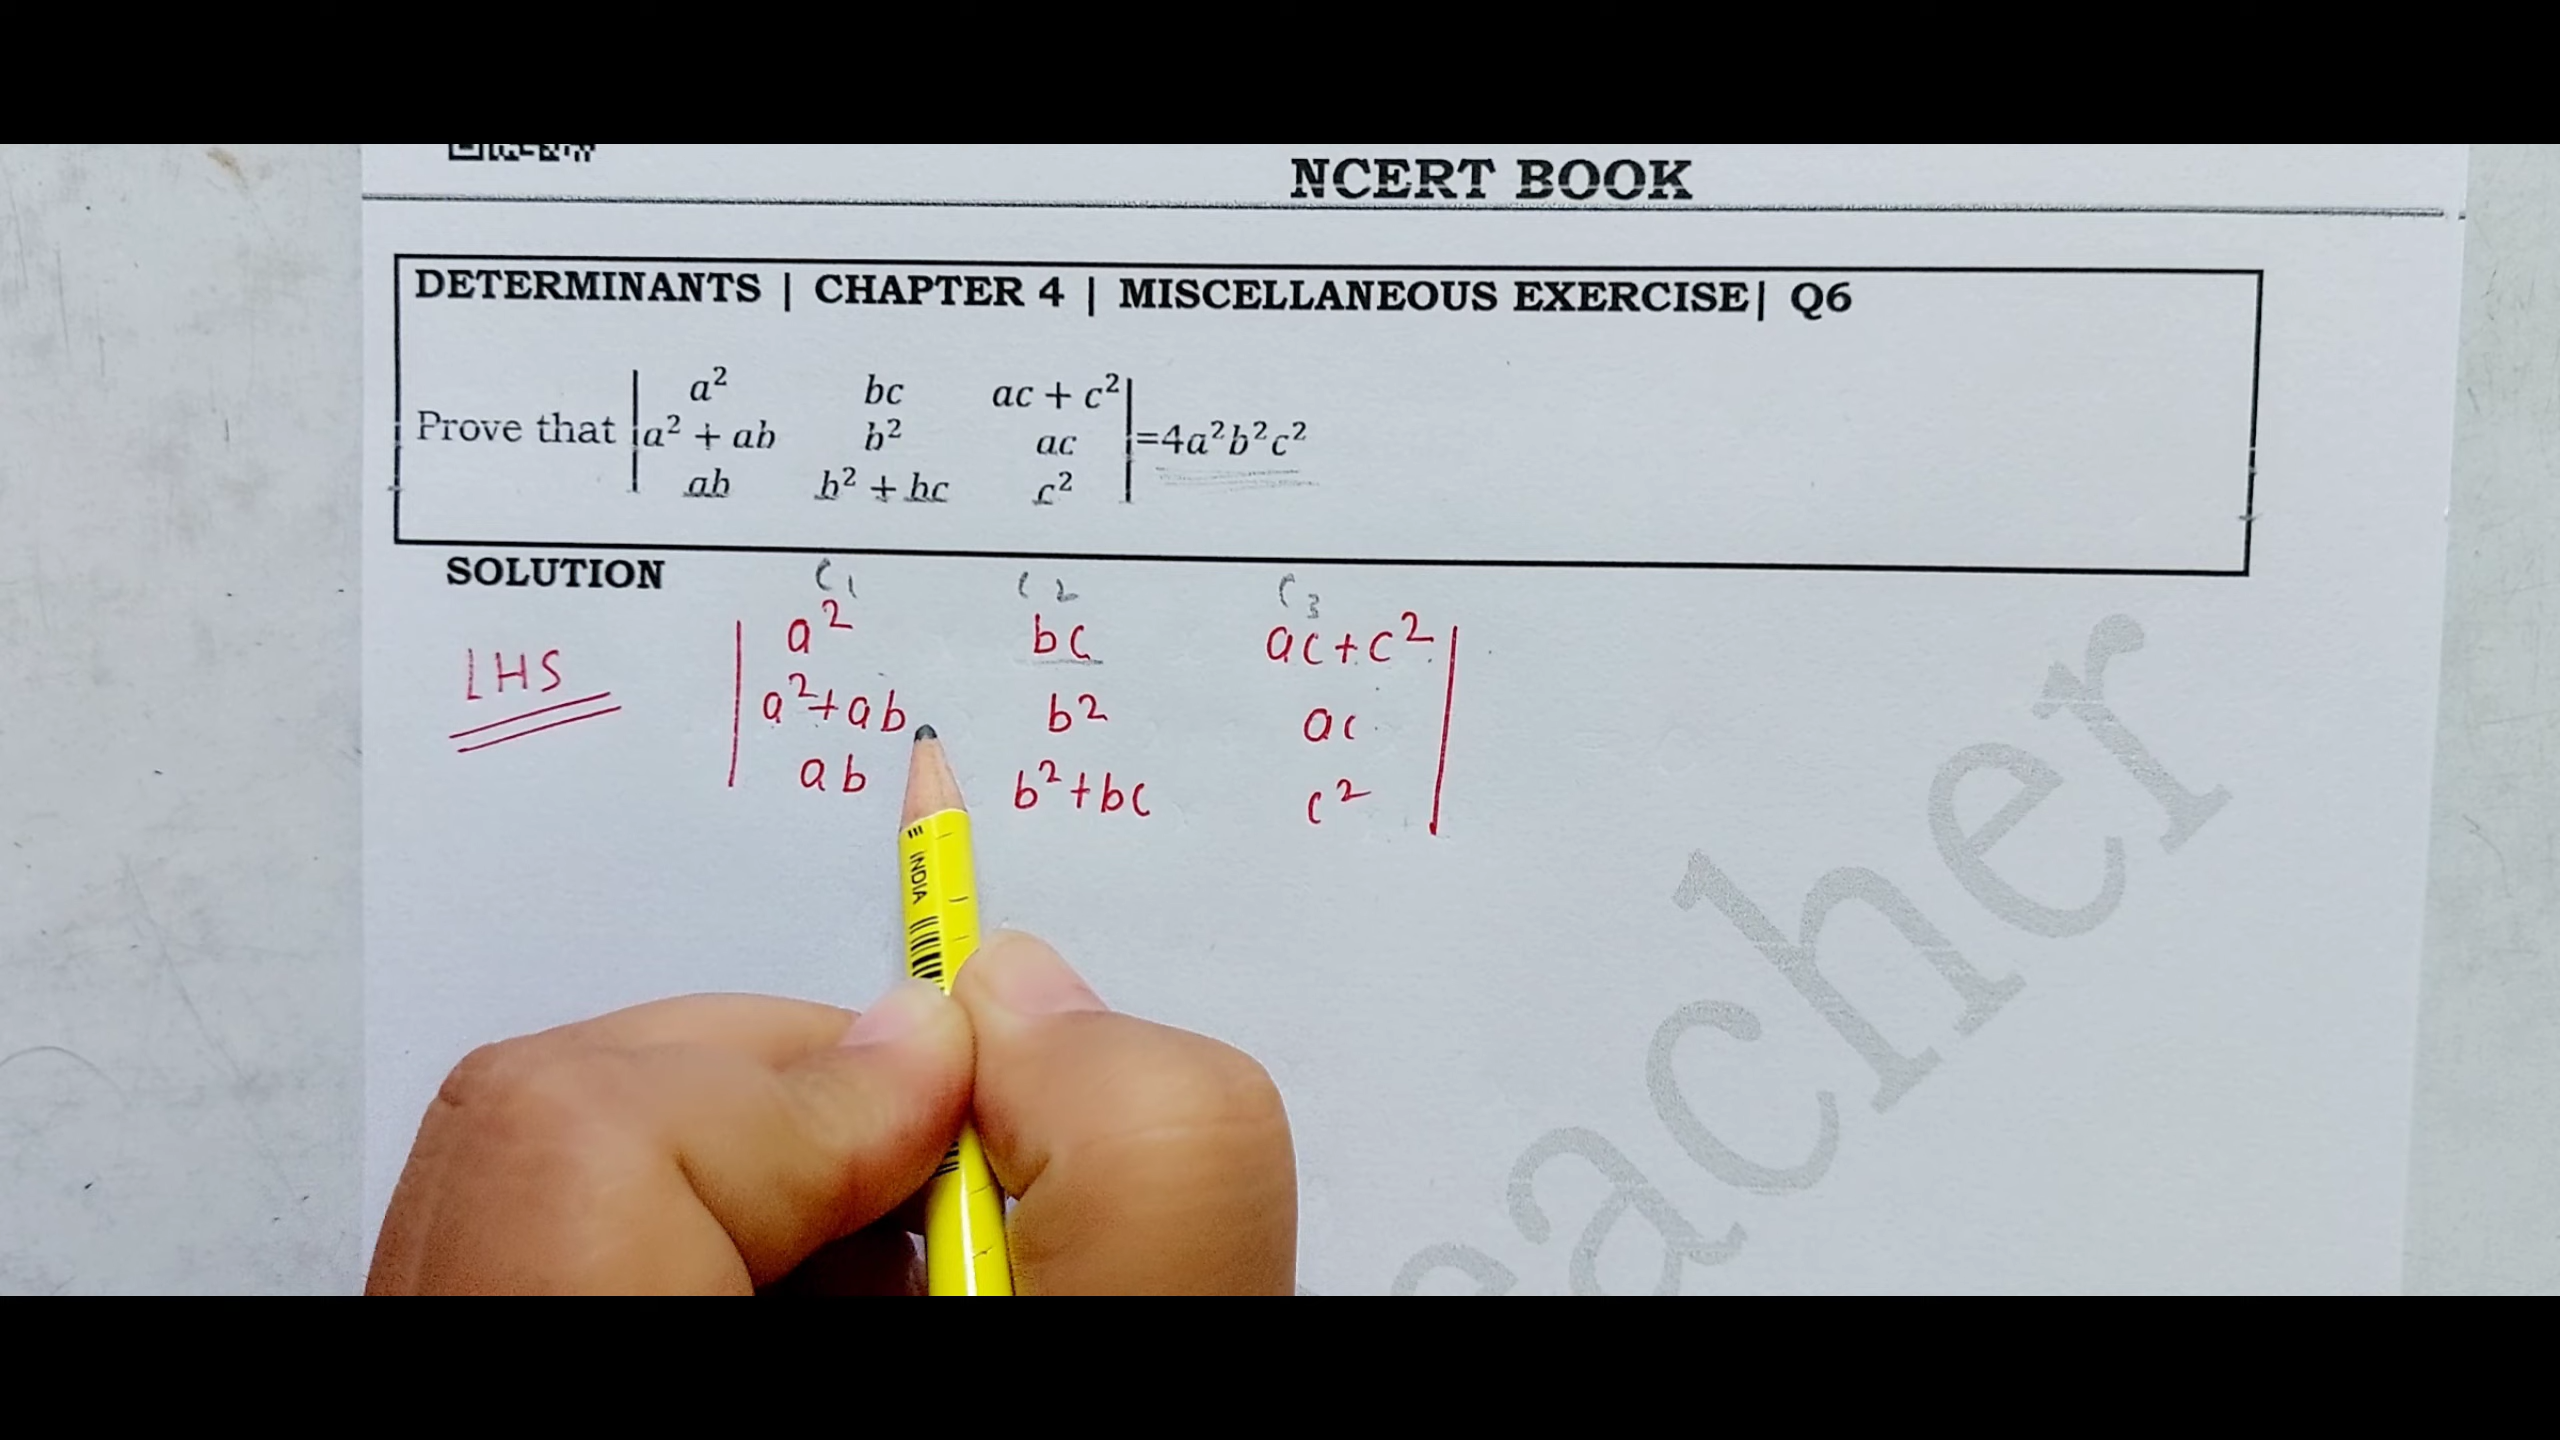 NCERT BOOK
DETERMINANTS | CHAPTER 4 | MISCELLANEOUS EXERCISE| Q6
Prove that | a² bc ac + c² |
| a² + ab b² ac | =4a²b²c²
| ab b² + bc c² |
SOLUTION
C₁ C₂ C₃
LHS | a² bc ac+c² |
| a²+ab b² ac |
| ab b²+bc c² |
INDIA
acher